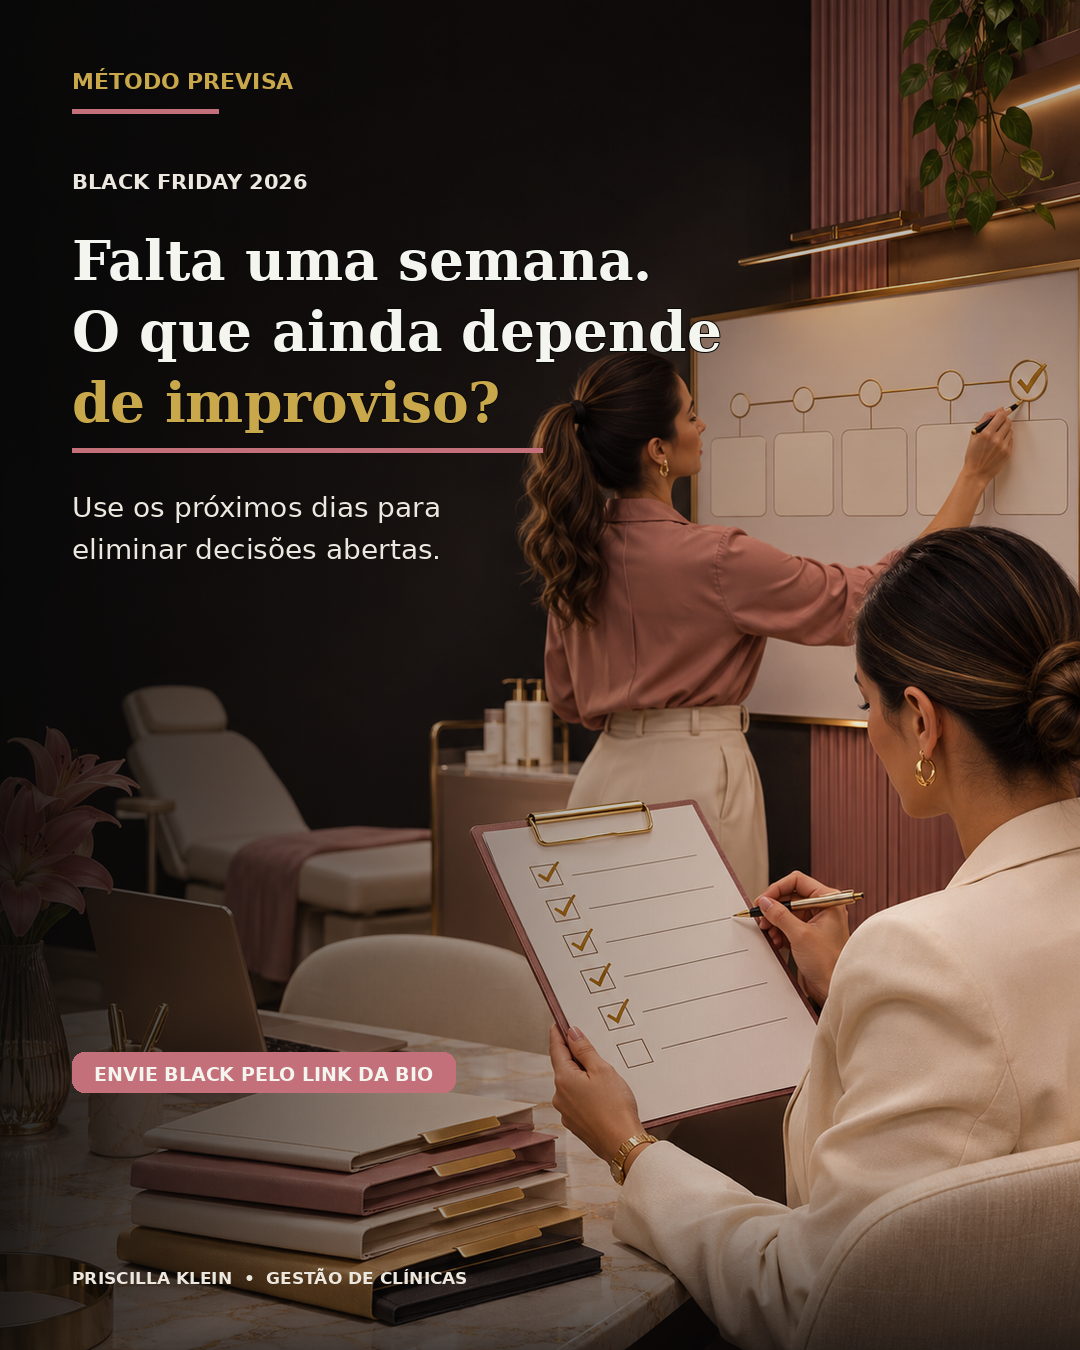 MÉTODO PREVISA
BLACK FRIDAY 2026
Falta uma semana.
O que ainda depende
de improviso?
Use os próximos dias para
eliminar decisões abertas.
ENVIE BLACK PELO LINK DA BIO
PRISCILLA KLEIN • GESTÃO DE CLÍNICAS